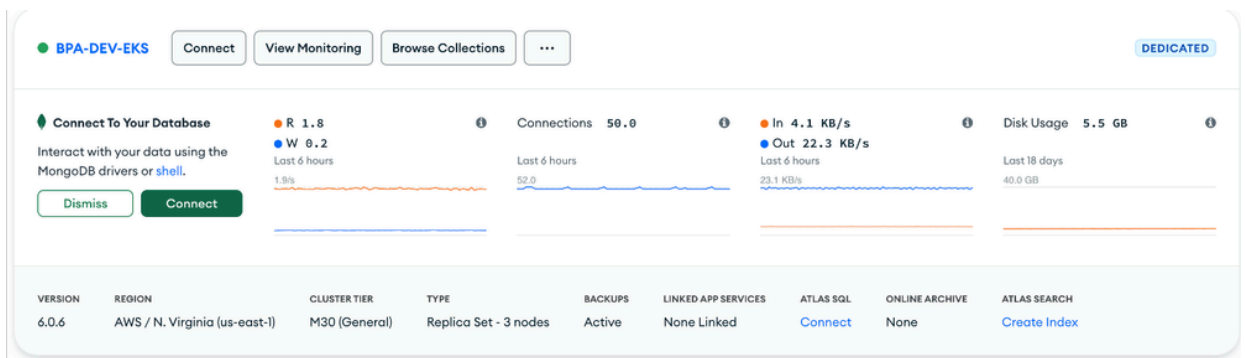 BPA-DEV-EKS Connect View Monitoring Browse Collections ... DEDICATED
Connect To Your Database
Interact with your data using the
MongoDB drivers or shell.
Dismiss Connect
R 1.8
W 0.2
Last 6 hours
1.9/s
Connections 50.0
Last 6 hours
52.0
In 4.1 KB/s
Out 22.3 KB/s
Last 6 hours
23.1 KB/s
Disk Usage 5.5 GB
Last 18 days
40.0 GB
VERSION REGION CLUSTER TIER TYPE BACKUPS LINKED APP SERVICES ATLAS SQL ONLINE ARCHIVE ATLAS SEARCH
6.0.6 AWS / N. Virginia (us-east-1) M30 (General) Replica Set - 3 nodes Active None Linked Connect None Create Index